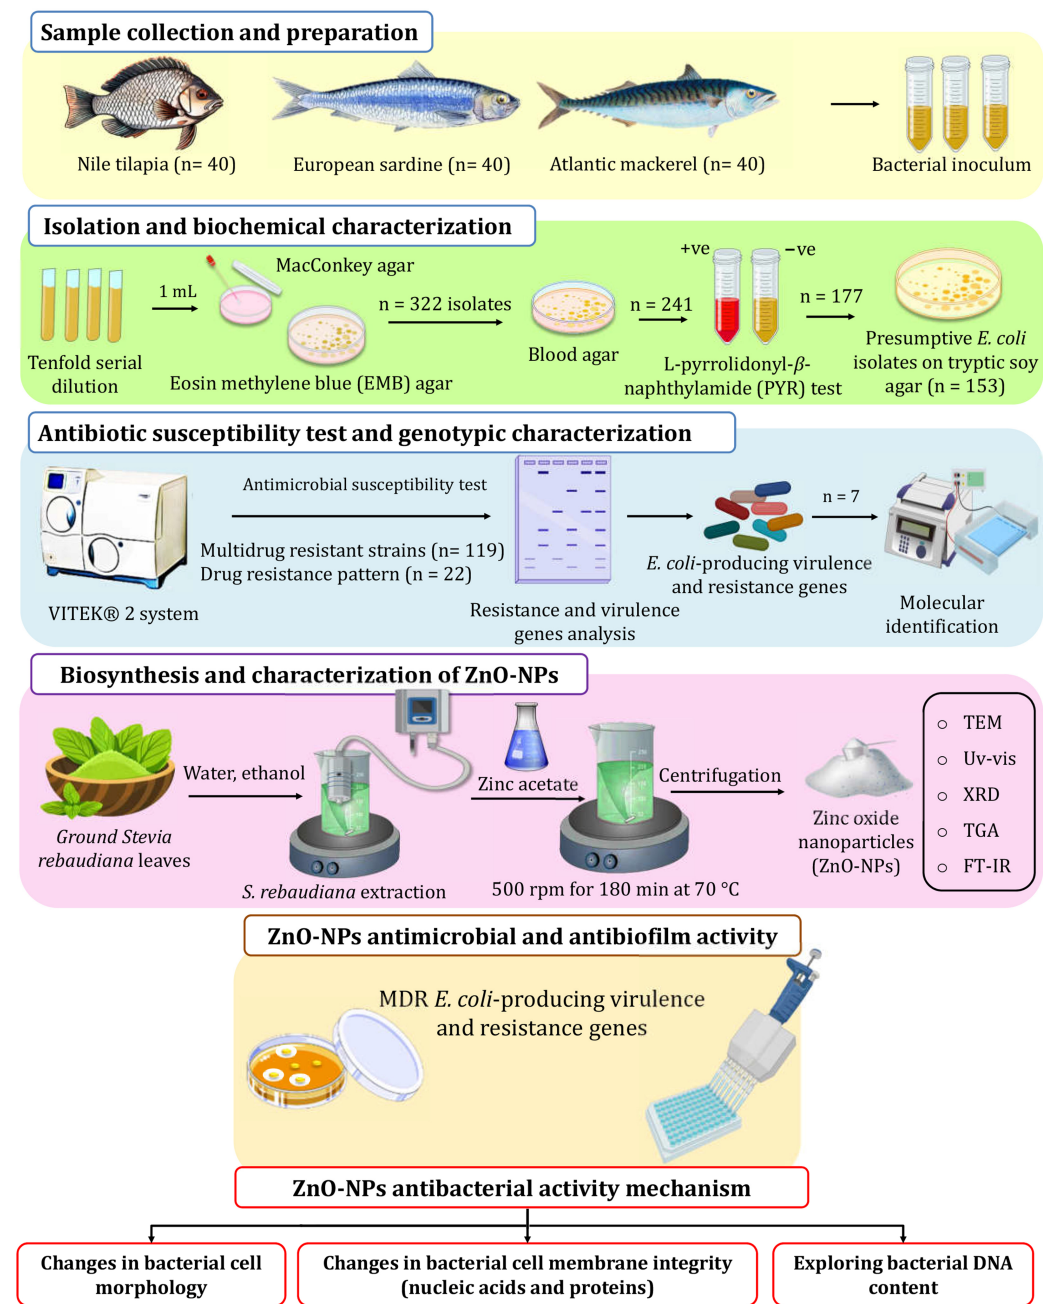 Sample collection and preparation
Nile tilapia (n= 40)
European sardine (n= 40)
Atlantic mackerel (n= 40)
Bacterial inoculum
Isolation and biochemical characterization
Tenfold serial
dilution
1 mL
MacConkey agar
Eosin methylene blue (EMB) agar
n = 322 isolates
Blood agar
n = 241
+ve
−ve
L-pyrrolidonyl-β-
naphthylamide (PYR) test
n = 177
Presumptive E. coli
isolates on tryptic soy
agar (n = 153)
Antibiotic susceptibility test and genotypic characterization
VITEK® 2 system
Antimicrobial susceptibility test
Multidrug resistant strains (n= 119)
Drug resistance pattern (n = 22)
Resistance and virulence
genes analysis
E. coli-producing virulence
and resistance genes
n = 7
Molecular
identification
Biosynthesis and characterization of ZnO-NPs
Ground Stevia
rebaudiana leaves
Water, ethanol
S. rebaudiana extraction
Zinc acetate
500 rpm for 180 min at 70 °C
Centrifugation
Zinc oxide
nanoparticles
(ZnO-NPs)
○ TEM
○ Uv-vis
○ XRD
○ TGA
○ FT-IR
ZnO-NPs antimicrobial and antibiofilm activity
MDR E. coli-producing virulence
and resistance genes
ZnO-NPs antibacterial activity mechanism
Changes in bacterial cell
morphology
Changes in bacterial cell membrane integrity
(nucleic acids and proteins)
Exploring bacterial DNA
content